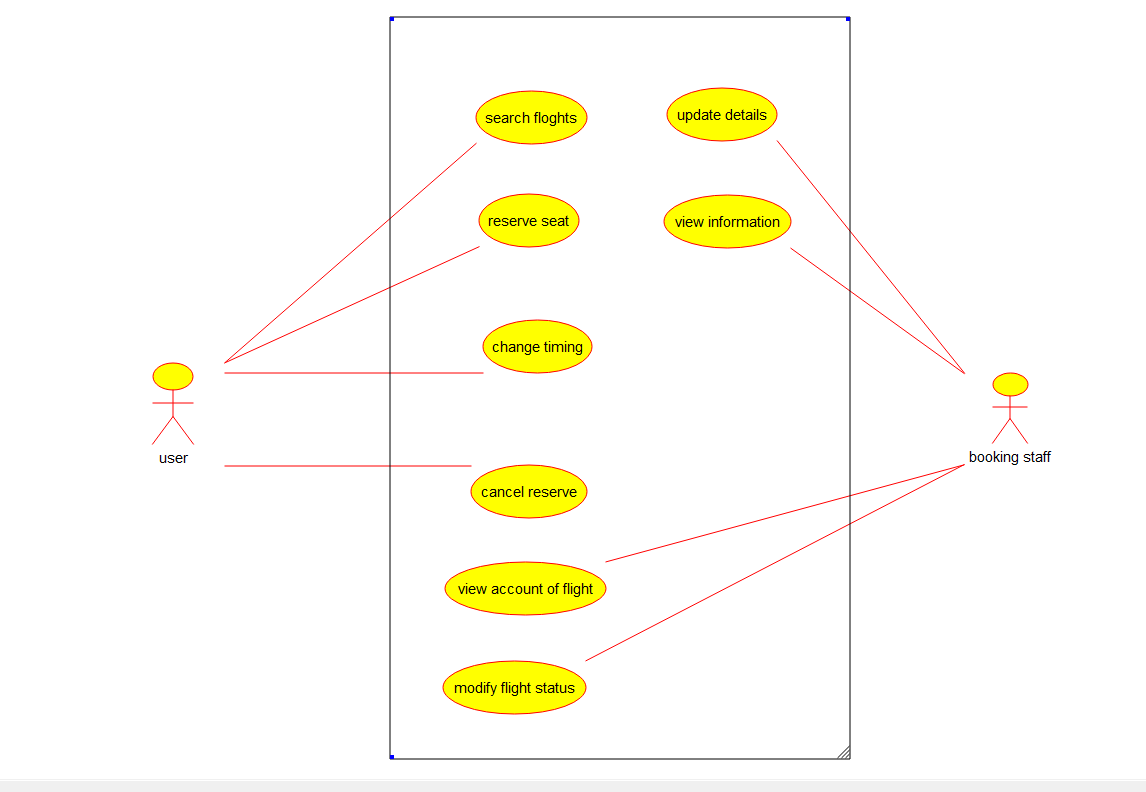 search floghts
update details
reserve seat
view information
change timing
user
booking staff
cancel reserve
view account of flight
modify flight status